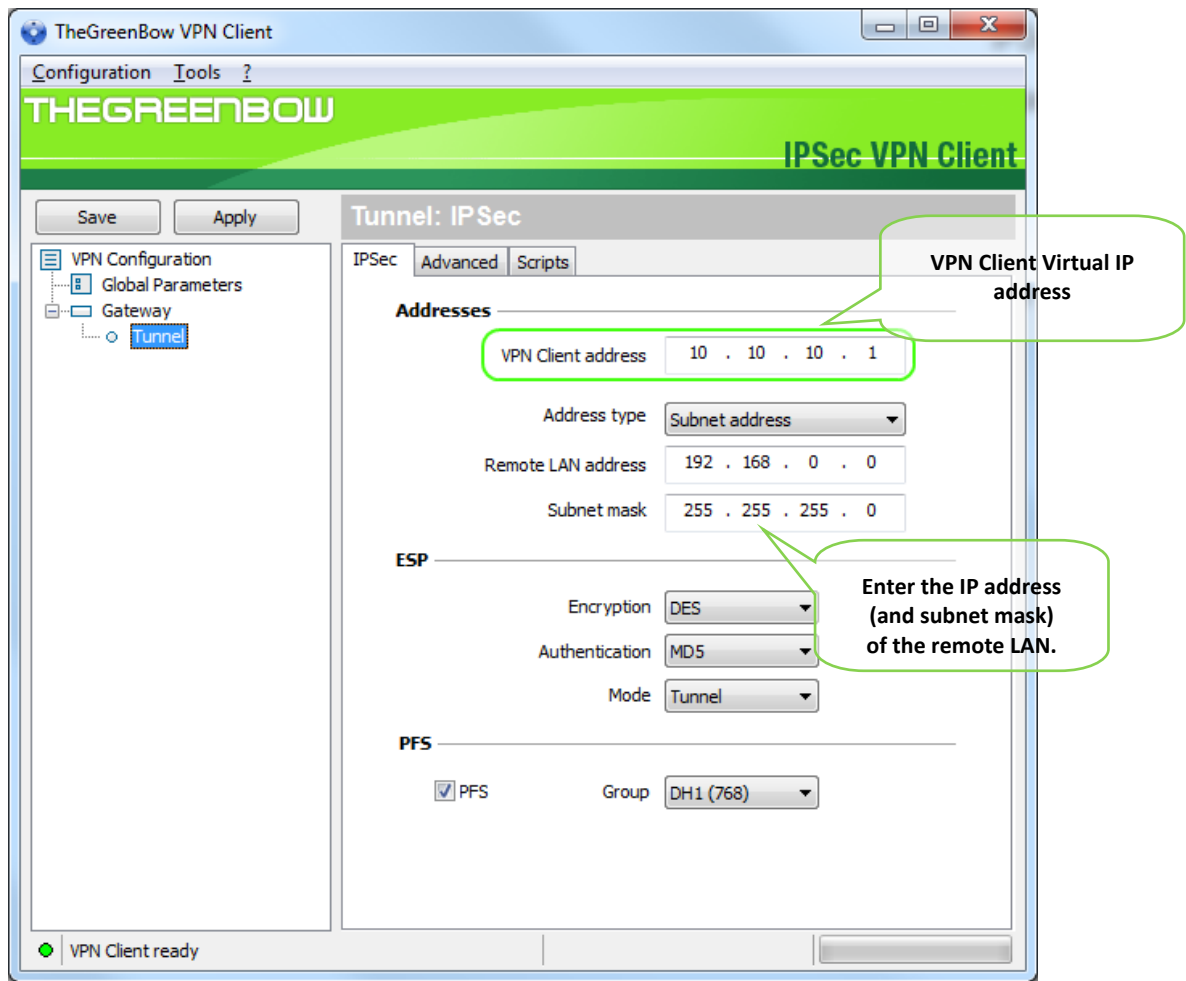 TheGreenBow VPN Client
Configuration Tools ?
THEGREENBOW
IPSec VPN Client
Save Apply
Tunnel: IPSec
VPN Configuration
Global Parameters
Gateway
Tunnel
IPSec Advanced Scripts
VPN Client Virtual IP
address
Addresses
VPN Client address 10 . 10 . 10 . 1
Address type Subnet address
Remote LAN address 192 . 168 . 0 . 0
Subnet mask 255 . 255 . 255 . 0
Enter the IP address
(and subnet mask)
of the remote LAN.
ESP
Encryption DES
Authentication MD5
Mode Tunnel
PFS
PFS Group DH1 (768)
VPN Client ready